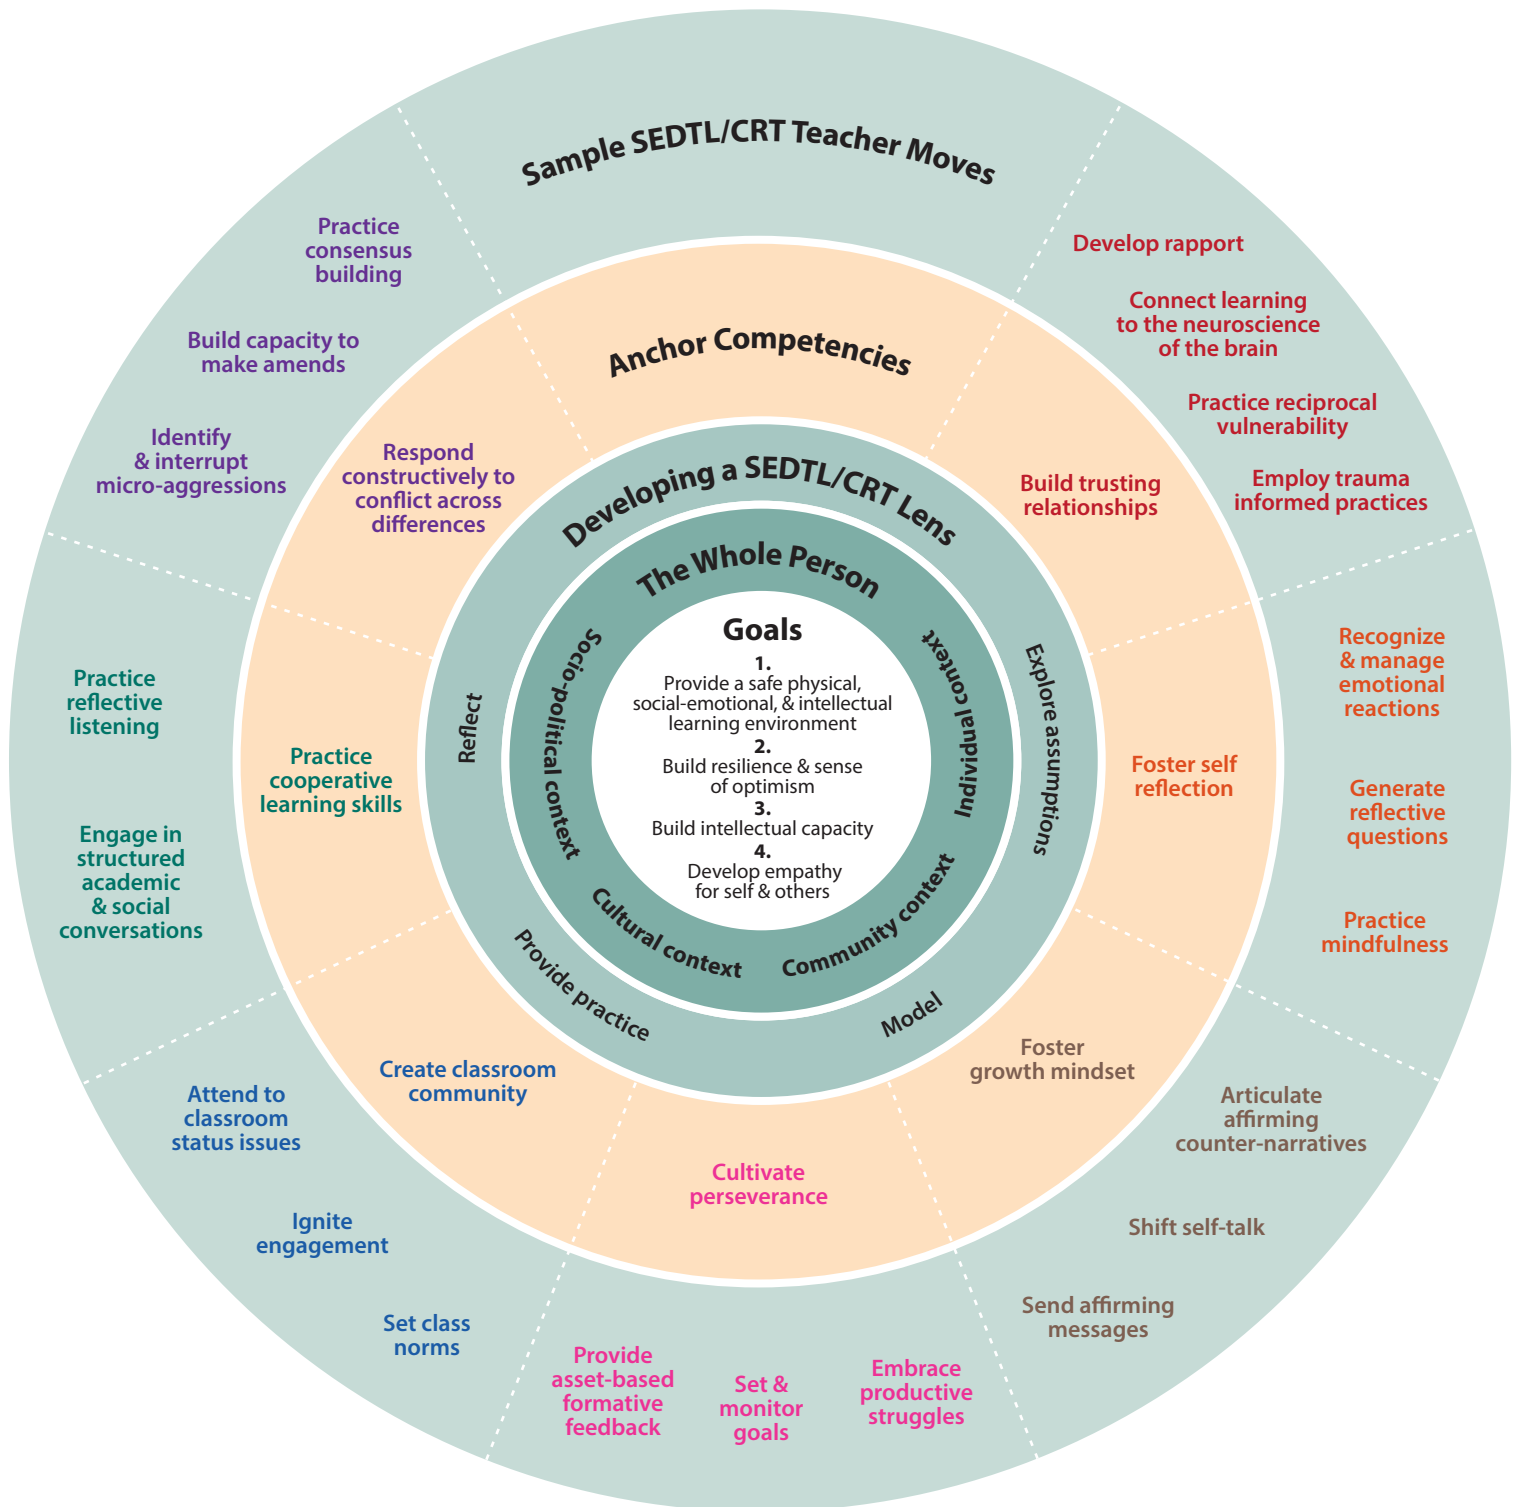 Sample SEDTL/CRT Teacher Moves
Develop rapport
Connect learning
to the neuroscience
of the brain
Practice reciprocal
vulnerability
Employ trauma
informed practices
Recognize
& manage
emotional
reactions
Generate
reflective
questions
Practice
mindfulness
Articulate
affirming
counter-narratives
Shift self-talk
Send affirming
messages
Embrace
productive
struggles
Set &
monitor
goals
Provide
asset-based
formative
feedback
Set class
norms
Ignite
engagement
Attend to
classroom
status issues
Engage in
structured
academic
& social
conversations
Practice
reflective
listening
Identify
& interrupt
micro-aggressions
Build capacity to
make amends
Practice
consensus
building
Anchor Competencies
Build trusting
relationships
Foster self
reflection
Foster
growth mindset
Cultivate
perseverance
Create classroom
community
Practice
cooperative
learning skills
Respond
constructively to
conflict across
differences
Developing a SEDTL/CRT Lens
Explore assumptions
Model
Provide practice
Reflect
The Whole Person
Individual context
Community context
Cultural context
Socio-political context
Goals
1.
Provide a safe physical,
social-emotional, & intellectual
learning environment
2.
Build resilience & sense
of optimism
3.
Build intellectual capacity
4.
Develop empathy
for self & others